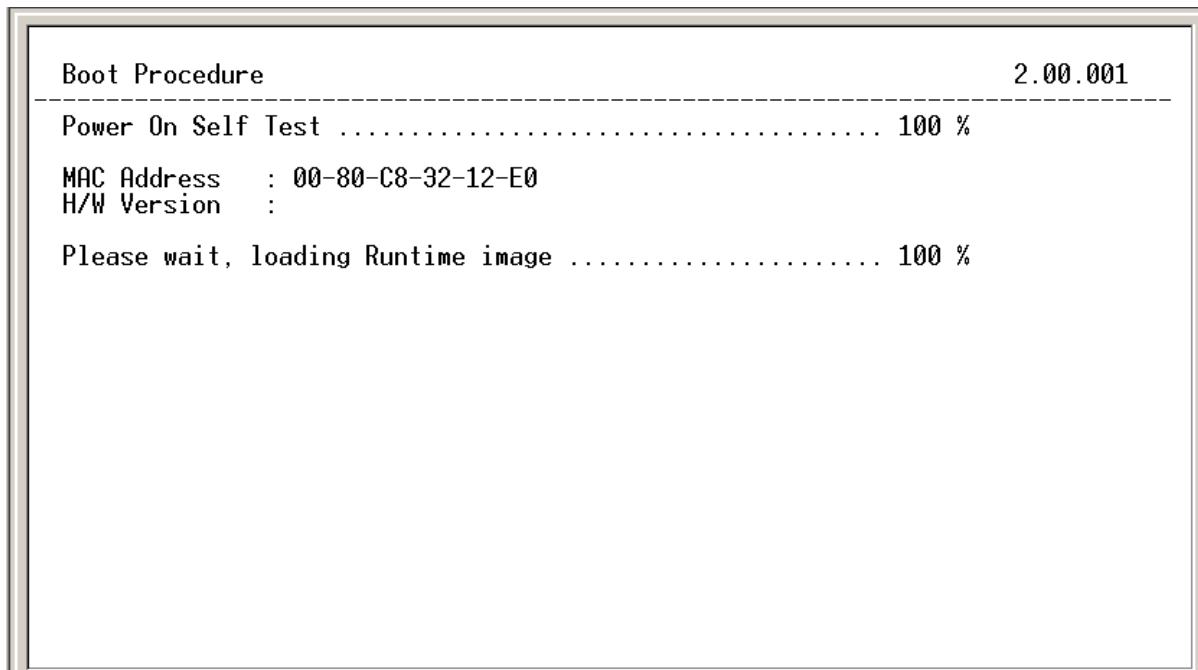 Boot Procedure 2.00.001
-------------------------------------------------------------------------------
Power On Self Test ...................................... 100 %
MAC Address : 00-80-C8-32-12-E0
H/W Version :
Please wait, loading Runtime image ...................... 100 %